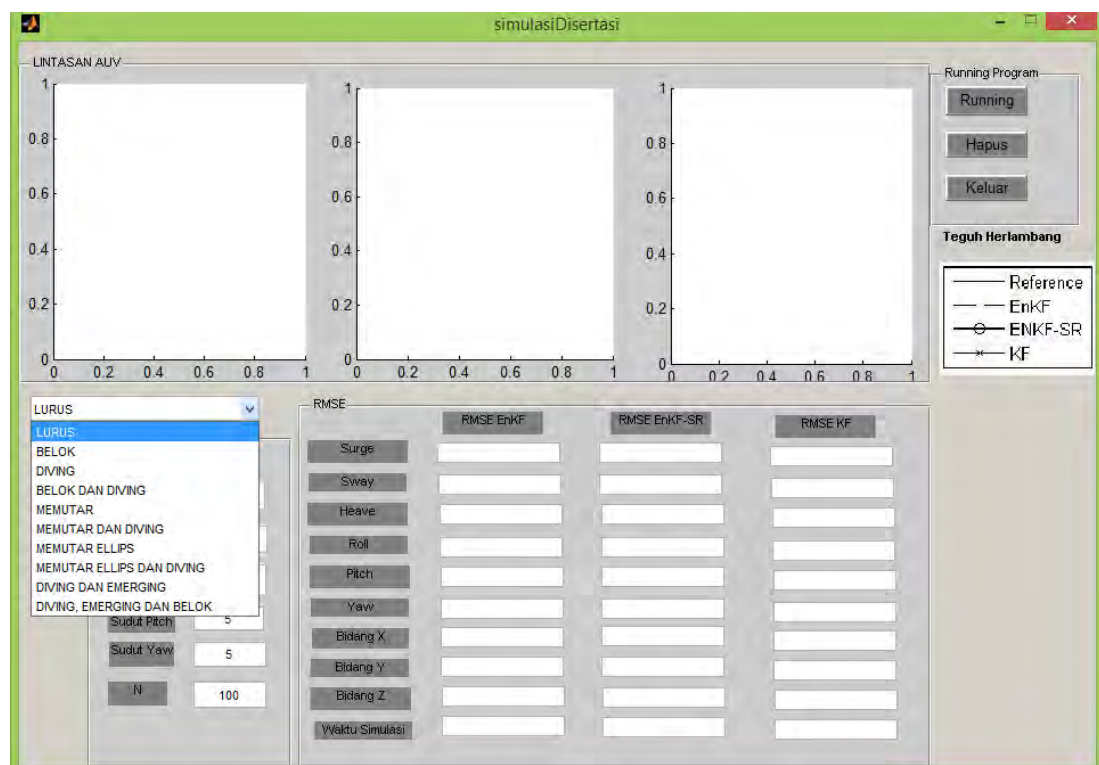 simulasiDisertasi
LINTASAN AUV
1
0.8
0.6
0.4
0.2
0
0.2 0.4 0.6 0.8 1
1
0.8
0.6
0.4
0.2
0
0 0.2 0.4 0.6 0.8 1
1
0.8
0.6
0.4
0.2
0
0 0.2 0.4 0.6 0.8 1
Running Program
Running
Hapus
Keluar
Teguh Herlambang
Reference
EnKF
ENKF-SR
KF
LURUS
LURUS
BELOK
DIVING
BELOK DAN DIVING
MEMUTAR
MEMUTAR DAN DIVING
MEMUTAR ELLIPS
MEMUTAR ELLIPS DAN DIVING
DIVING DAN EMERGING
DIVING, EMERGING DAN BELOK
Sudut Pitch 5
Sudut Yaw 5
N 100
RMSE
RMSE EnKF RMSE EnKF-SR RMSE KF
Surge
Sway
Heave
Roll
Pitch
Yaw
Bidang X
Bidang Y
Bidang Z
Waktu Simulasi